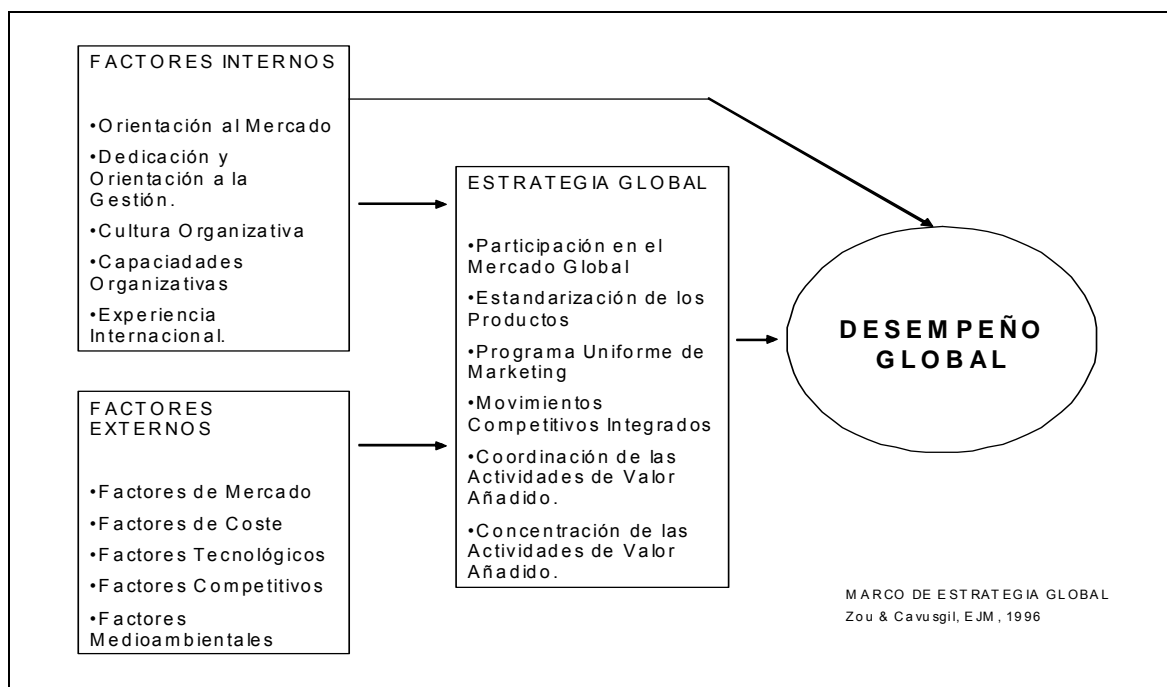 FACTORES INTERNOS
•Orientación al Mercado
•Dedicación y
Orientación a la
Gestión.
•Cultura Organizativa
•Capaciadades
Organizativas
•Experiencia
Internacional.
FACTORES
EXTERNOS
•Factores de Mercado
•Factores de Coste
•Factores Tecnológicos
•Factores Competitivos
•Factores
Medioambientales
ESTRATEGIA GLOBAL
•Participación en el
Mercado Global
•Estandarización de los
Productos
•Programa Uniforme de
Marketing
•Movimientos
Competitivos Integrados
•Coordinación de las
Actividades de Valor
Añadido.
•Concentración de las
Actividades de Valor
Añadido.
DESEMPEÑO
GLOBAL
MARCO DE ESTRATEGIA GLOBAL
Zou & Cavusgil, EJM, 1996